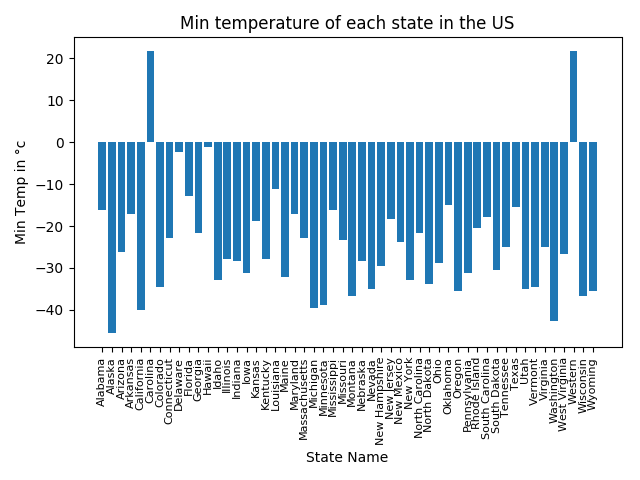 Min temperature of each state in the US
Min Temp in °c
20
10
0
−10
−20
−30
−40
Alabama
Alaska
Arizona
Arkansas
California
Carolina
Colorado
Connecticut
Delaware
Florida
Georgia
Hawaii
Idaho
Illinois
Indiana
Iowa
Kansas
Kentucky
Louisiana
Maine
Maryland
Massachusetts
Michigan
Minnesota
Mississippi
Missouri
Montana
Nebraska
Nevada
New Hampshire
New Jersey
New Mexico
New York
North Carolina
North Dakota
Ohio
Oklahoma
Oregon
Pennsylvania
Rhode Island
South Carolina
South Dakota
Tennessee
Texas
Utah
Vermont
Virginia
Washington
West Virginia
Western
Wisconsin
Wyoming
State Name